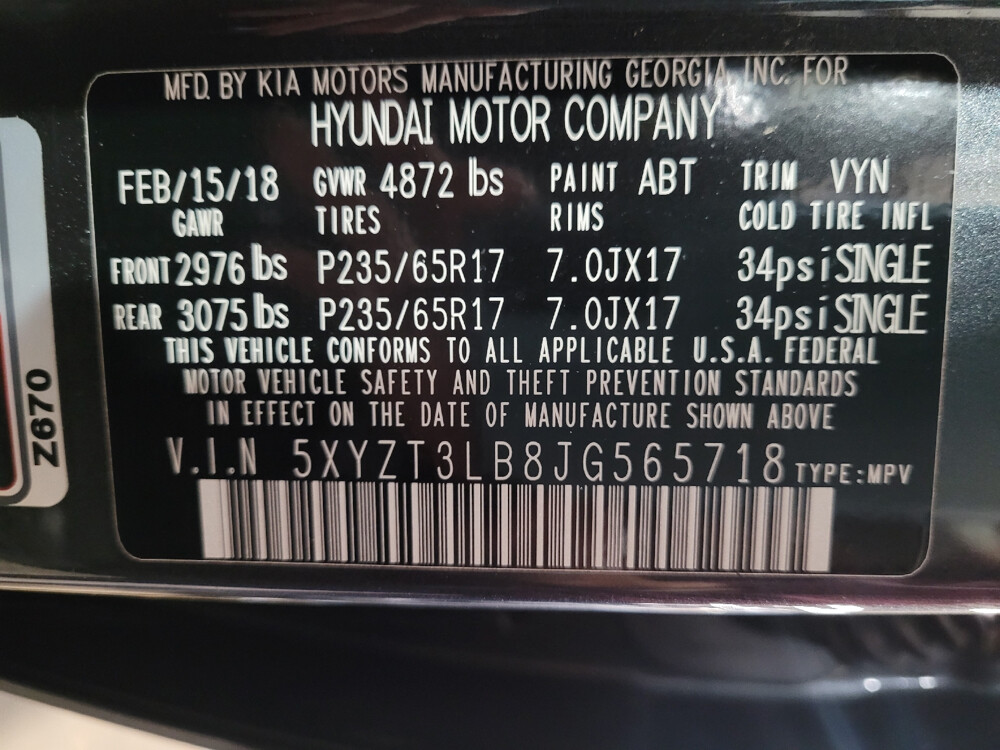 MFD. BY KIA MOTORS MANUFACTURING GEORGIA, INC. FOR
HYUNDAI MOTOR COMPANY
FEB/15/18 GVWR 4872 lbs PAINT ABT TRIM VYN
GAWR TIRES RIMS COLD TIRE INFL
FRONT 2976 lbs P235/65R17 7.0JX17 34psi SINGLE
REAR 3075 lbs P235/65R17 7.0JX17 34psi SINGLE
THIS VEHICLE CONFORMS TO ALL APPLICABLE U.S.A. FEDERAL
MOTOR VEHICLE SAFETY AND THEFT PREVENTION STANDARDS
IN EFFECT ON THE DATE OF MANUFACTURE SHOWN ABOVE
V.I.N 5XYZT3LB8JG565718 TYPE:MPV
Z670